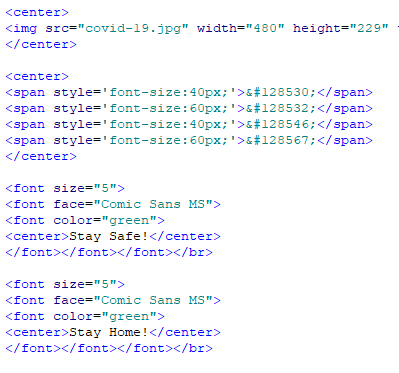 <center>
<img src="covid-19.jpg" width="480" height="229"
</center>
<center>
<span style='font-size:40px;'>&#128530;</span>
<span style='font-size:60px;'>&#128532;</span>
<span style='font-size:40px;'>&#128546;</span>
<span style='font-size:60px;'>&#128567;</span>
</center>
<font size="5">
<font face="Comic Sans MS">
<font color="green">
<center>Stay Safe!</center>
</font></font></font></br>
<font size="5">
<font face="Comic Sans MS">
<font color="green">
<center>Stay Home!</center>
</font></font></font></br>